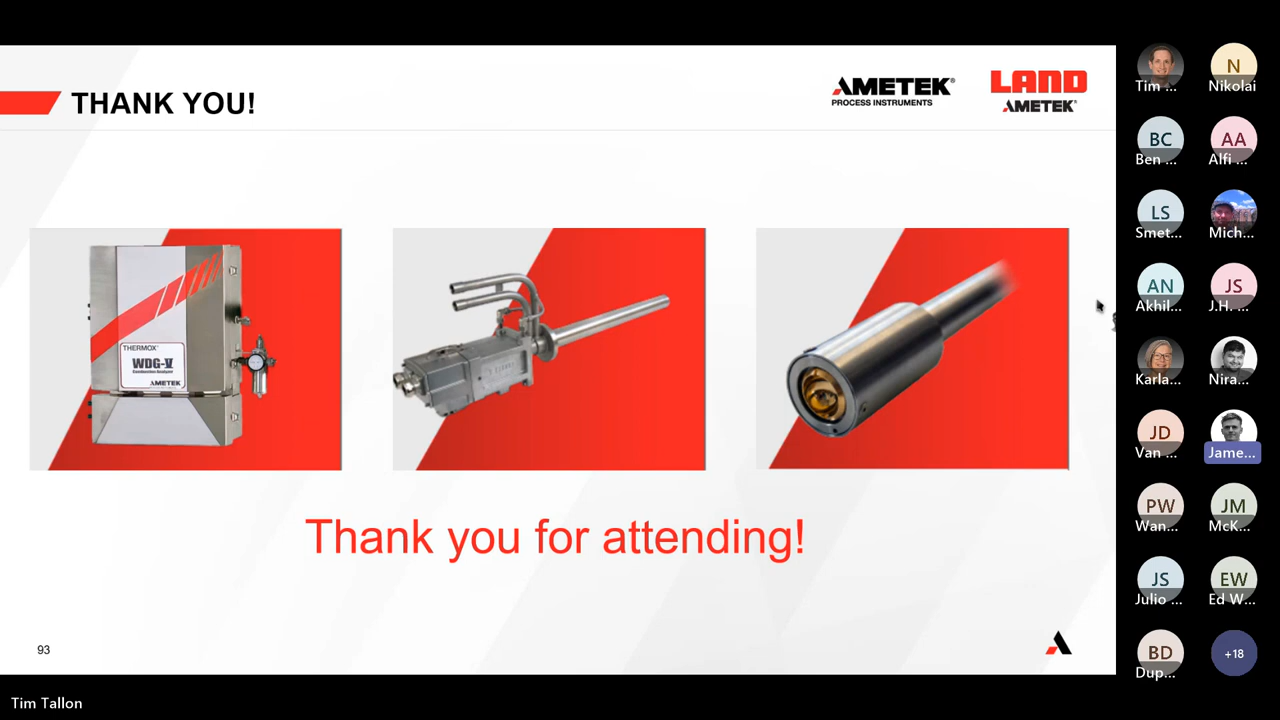 THANK YOU!
AMETEK®
PROCESS INSTRUMENTS
LAND
AMETEK®
THERMOX®
WDG-V
Combustion Analyzer
AMETEK
Thank you for attending!
93
Tim Tallon
Tim ...
N
Nikolai
BC
Ben ...
AA
Alfi ...
LS
Smet...
Mich...
AN
Akhil...
JS
J.H. ...
Karla...
Nira...
JD
Van ...
Jame...
PW
Wan...
JM
McK...
JS
Julio ...
EW
Ed W...
BD
Dup...
+18